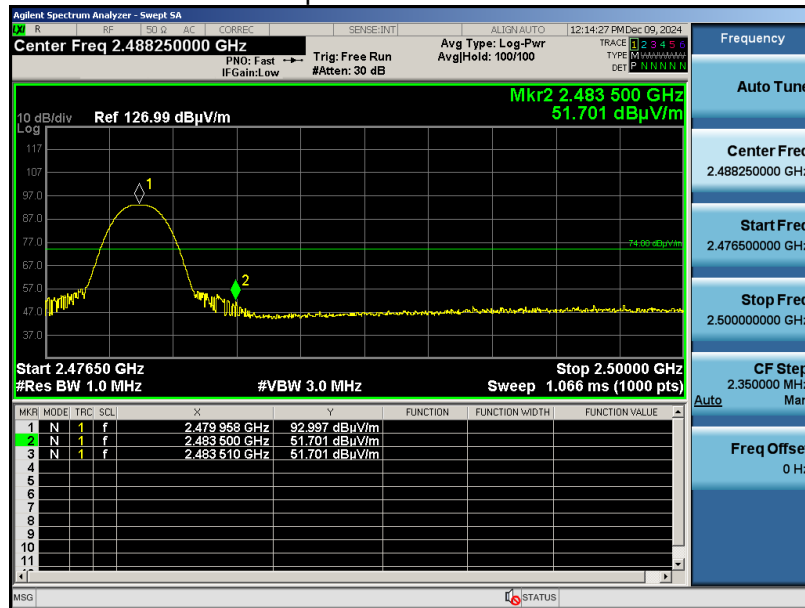 Agilent Spectrum Analyzer - Swept SA
LXI R RF 50 Ω AC CORREC SENSE:INT ALIGN AUTO 12:14:27 PM Dec 09, 2024
Center Freq 2.488250000 GHz
PNO: Fast
IFGain:Low
Trig: Free Run
#Atten: 30 dB
Avg Type: Log-Pwr
Avg|Hold: 100/100
TRACE 1 2 3 4 5 6
TYPE M WWWWW
DET P N N N N N
Mkr2 2.483 500 GHz
51.701 dBµV/m
10 dB/div Ref 126.99 dBµV/m
Log
117
107
97.0
87.0
77.0
67.0
57.0
47.0
37.0
1
2
74.00 dBµV/m
Start 2.47650 GHz Stop 2.50000 GHz
#Res BW 1.0 MHz #VBW 3.0 MHz Sweep 1.066 ms (1000 pts)
MKR MODE TRC SCL X Y FUNCTION FUNCTION WIDTH FUNCTION VALUE
1 N 1 f 2.479 958 GHz 92.997 dBµV/m
2 N 1 f 2.483 500 GHz 51.701 dBµV/m
3 N 1 f 2.483 510 GHz 51.701 dBµV/m
4
5
6
7
8
9
10
11
MSG STATUS
Frequency
Auto Tune
Center Freq
2.488250000 GHz
Start Freq
2.476500000 GHz
Stop Freq
2.500000000 GHz
CF Step
2.350000 MHz
Auto Man
Freq Offset
0 Hz